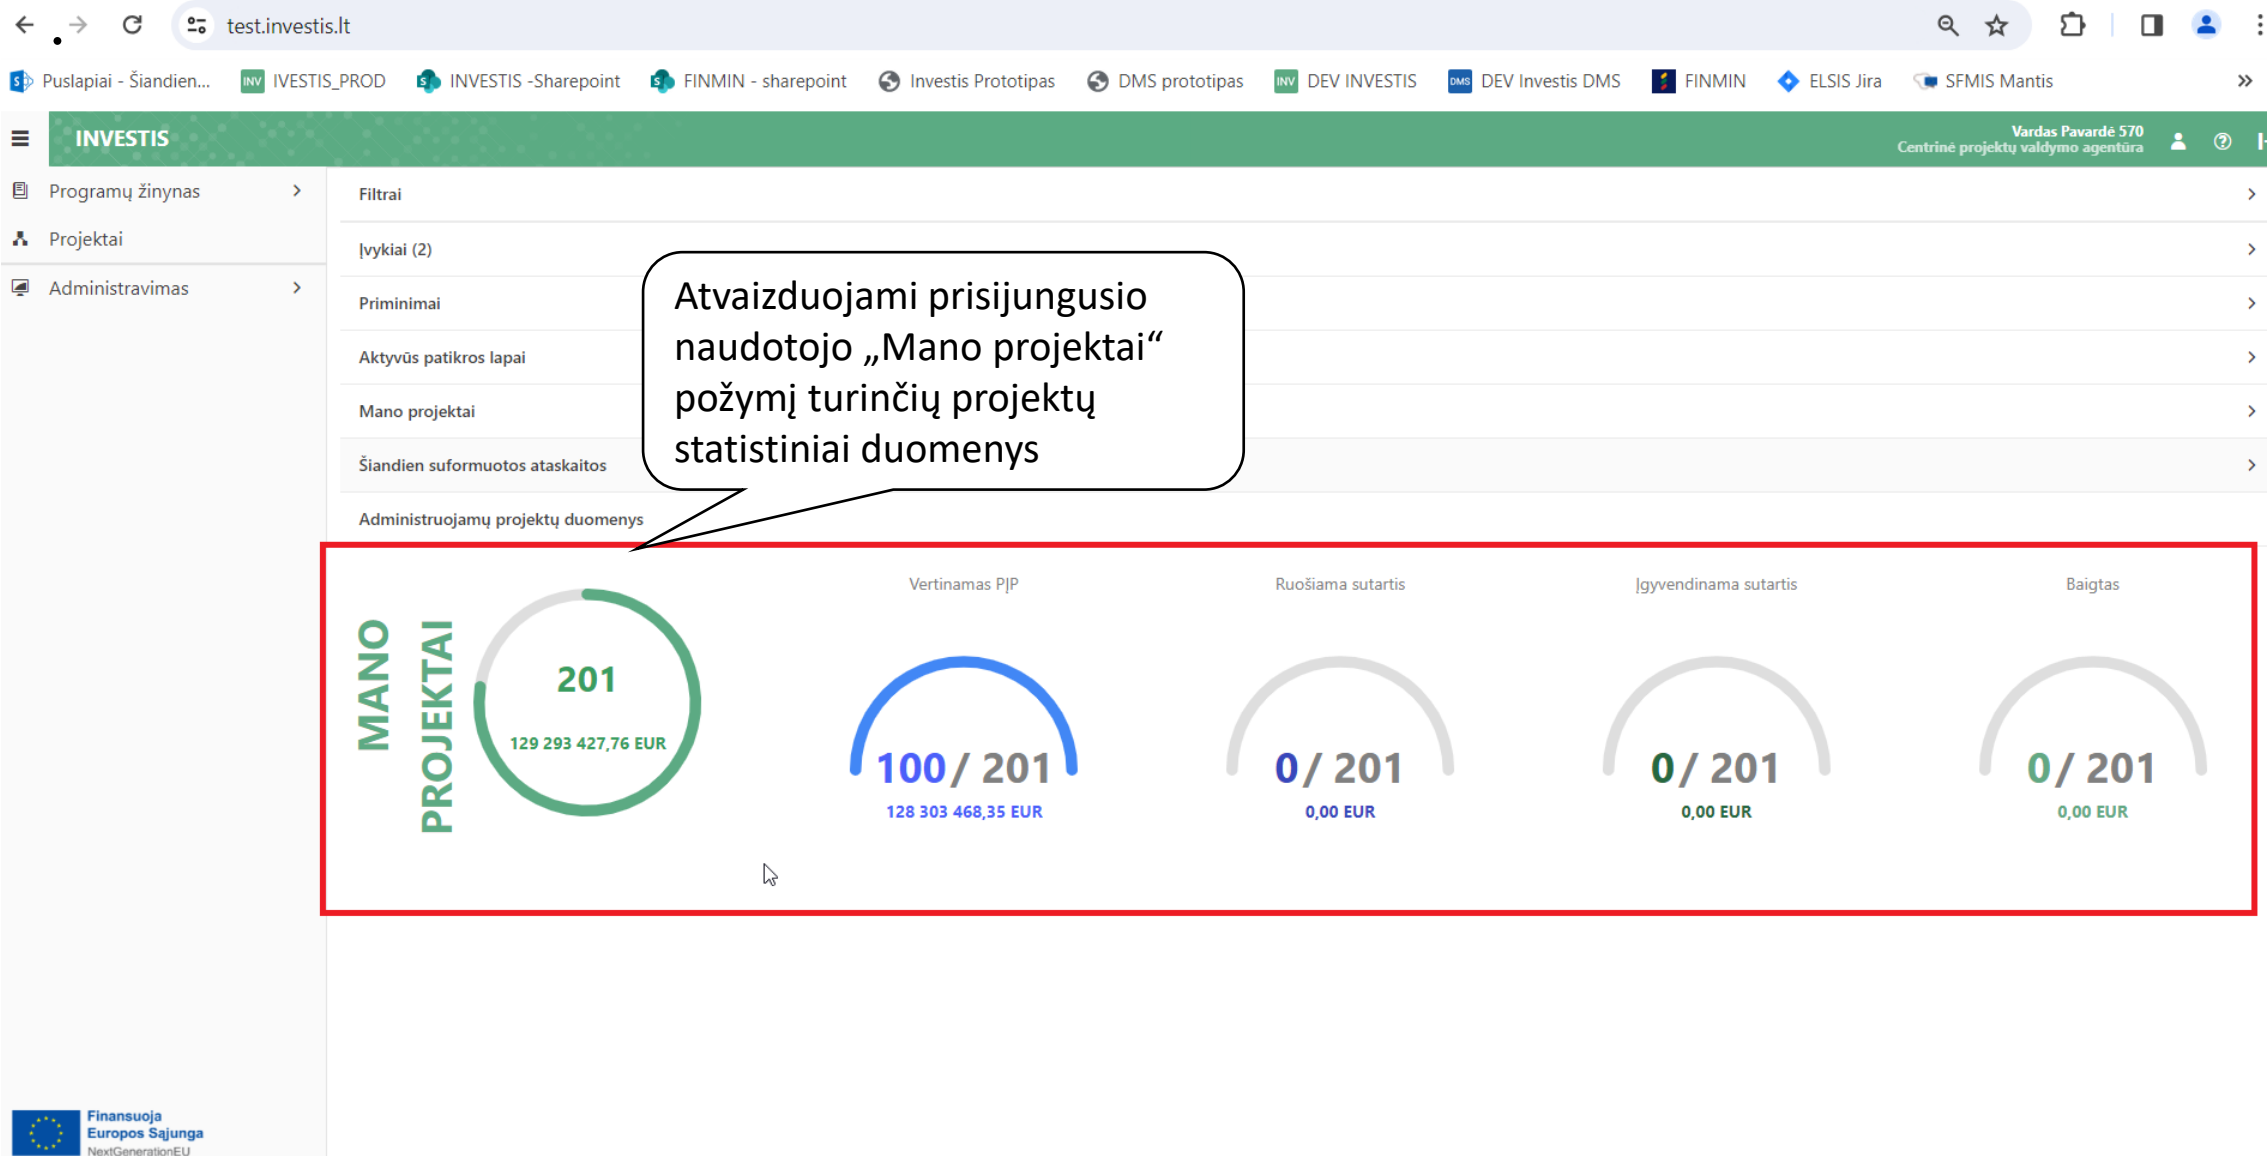 test.investis.lt
Puslapiai - Šiandien... INV IVESTIS_PROD INVESTIS -Sharepoint FINMIN - sharepoint Investis Prototipas DMS prototipas INV DEV INVESTIS DMS DEV Investis DMS FINMIN ELSIS Jira SFMIS Mantis
INVESTIS
Vardas Pavardė 570
Centrinė projektų valdymo agentūra
Programų žinynas
Projektai
Administravimas
Filtrai
Įvykiai (2)
Priminimai
Aktyvūs patikros lapai
Mano projektai
Šiandien suformuotos ataskaitos
Administruojamų projektų duomenys
Atvaizduojami prisijungusio
naudotojo „Mano projektai“
požymį turinčių projektų
statistiniai duomenys
MANO
PROJEKTAI
201
129 293 427,76 EUR
Vertinamas PĮP
100/ 201
128 303 468,35 EUR
Ruošiama sutartis
0/ 201
0,00 EUR
Įgyvendinama sutartis
0/ 201
0,00 EUR
Baigtas
0/ 201
0,00 EUR
Finansuoja
Europos Sąjunga
NextGenerationEU